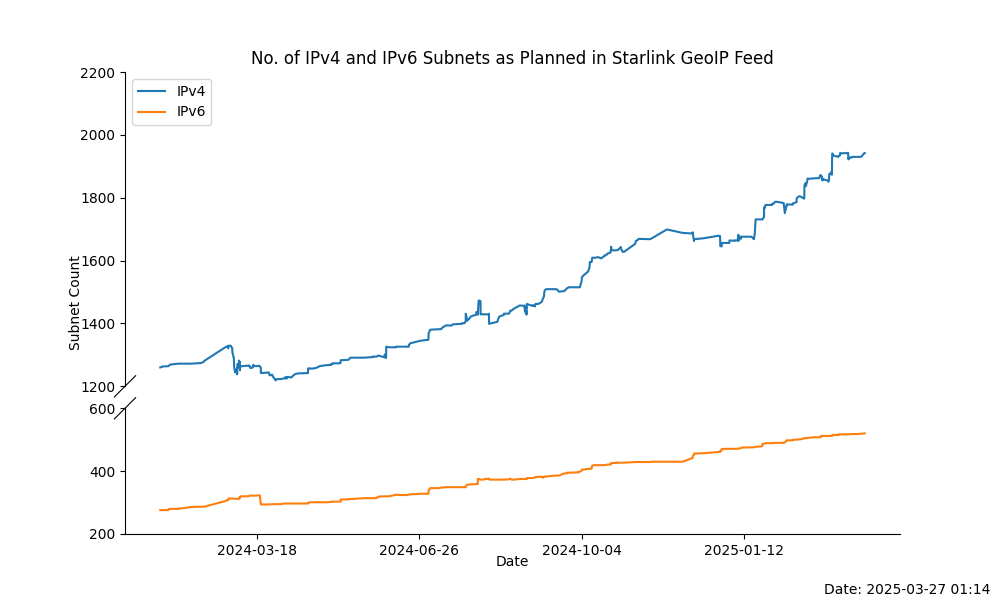 No. of IPv4 and IPv6 Subnets as Planned in Starlink GeoIP Feed
2200
IPv4
IPv6
2000
1800
1600
1400
1200
Subnet Count
600
400
200
2024-03-18
2024-06-26
2024-10-04
2025-01-12
Date
Date: 2025-03-27 01:14